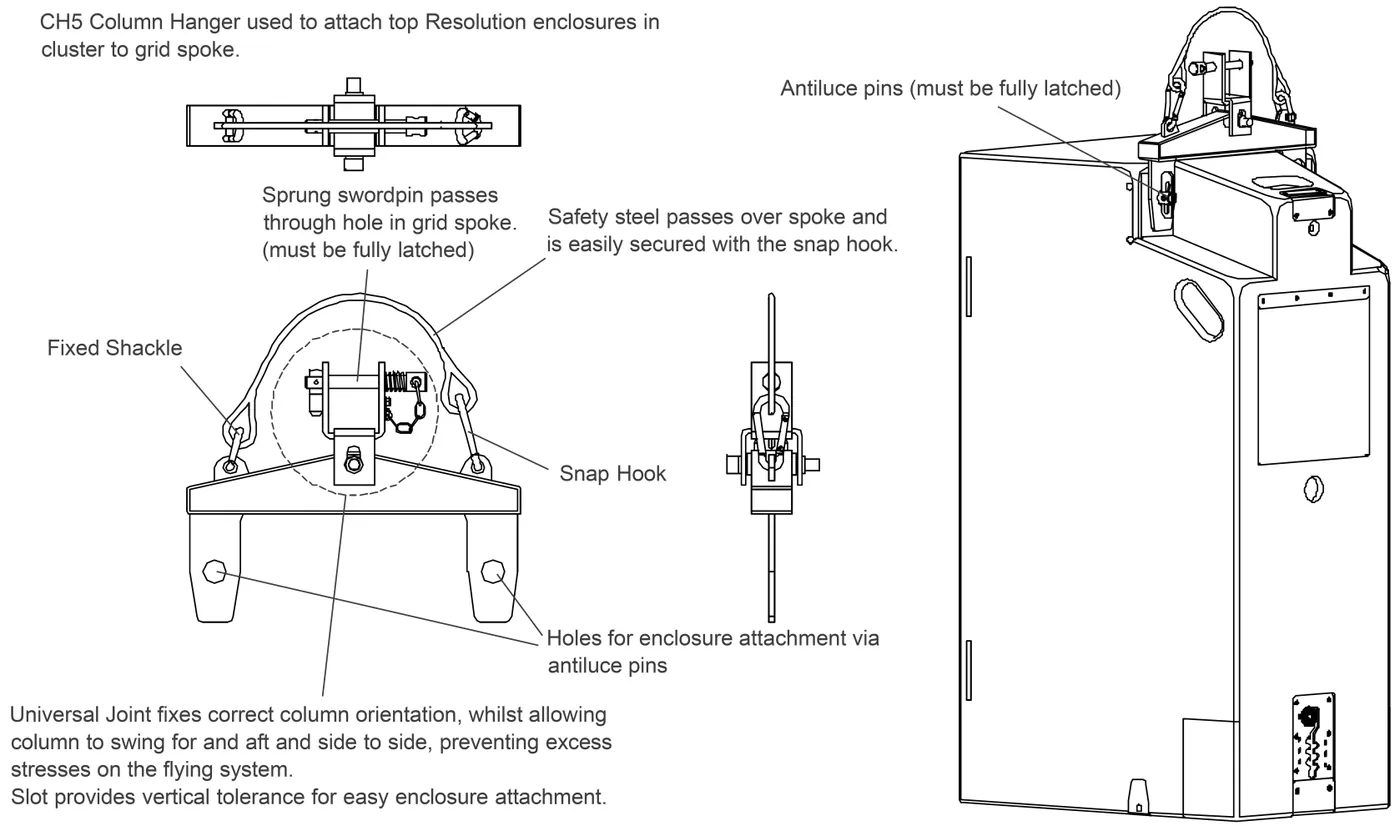 CH5 Column Hanger used to attach top Resolution enclosures in
cluster to grid spoke.
Antiluce pins (must be fully latched)
Sprung swordpin passes
through hole in grid spoke.
(must be fully latched)
Safety steel passes over spoke and
is easily secured with the snap hook.
Fixed Shackle
Snap Hook
Holes for enclosure attachment via
antiluce pins
Universal Joint fixes correct column orientation, whilst allowing
column to swing for and aft and side to side, preventing excess
stresses on the flying system.
Slot provides vertical tolerance for easy enclosure attachment.